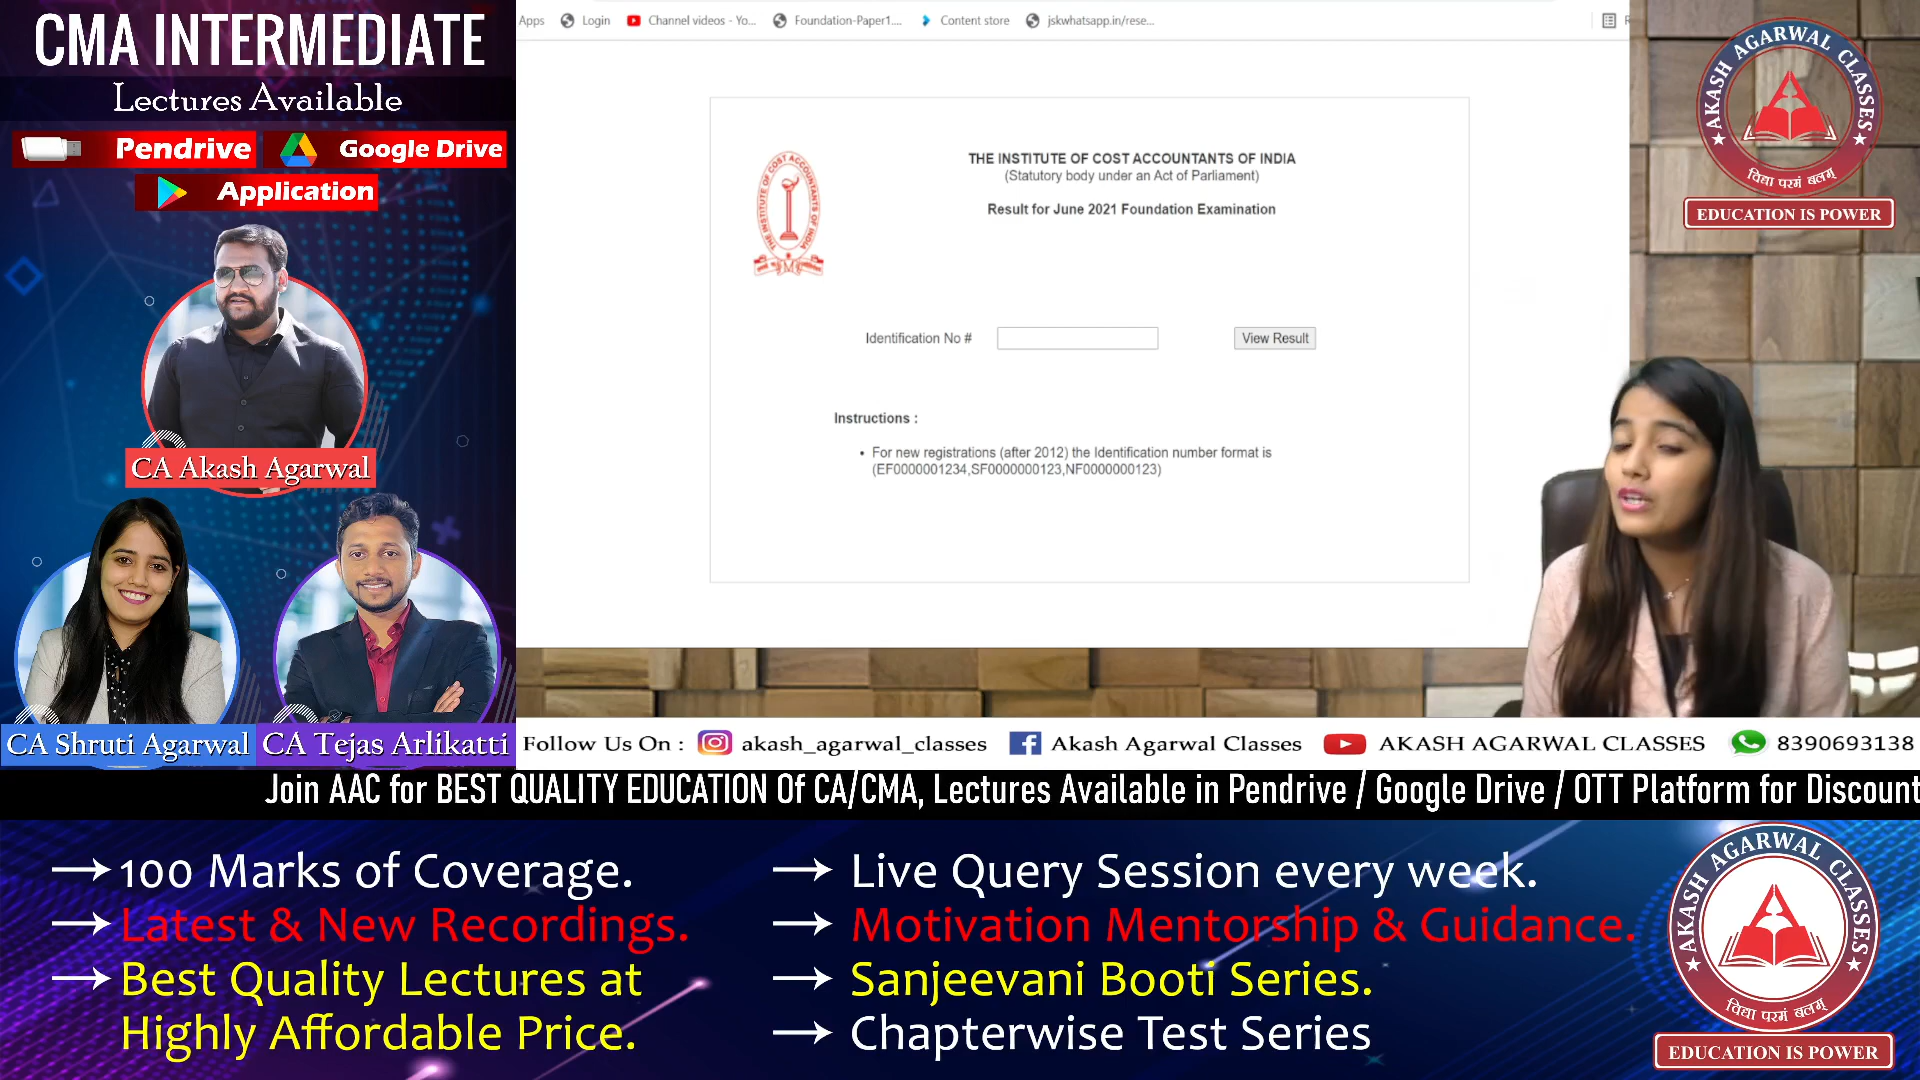 CMA INTERMEDIATE
Lectures Available
Pendrive
Google Drive
Application
CA Akash Agarwal
CA Shruti Agarwal
CA Tejas Arlikatti
Apps
Login
Channel videos - Yo...
Foundation-Paper1....
Content store
jskwhatsapp.in/rese...
THE INSTITUTE OF COST ACCOUNTANTS OF INDIA
(Statutory body under an Act of Parliament)
Result for June 2021 Foundation Examination
THE INSTITUTE OF COST ACCOUNTANTS OF INDIA
Identification No #
View Result
Instructions :
• For new registrations (after 2012) the Identification number format is
(EF0000001234,SF0000000123,NF0000000123)
AKASH AGARWAL CLASSES
विद्या परमं बलम्
EDUCATION IS POWER
Follow Us On :
akash_agarwal_classes
Akash Agarwal Classes
AKASH AGARWAL CLASSES
8390693138
Join AAC for BEST QUALITY EDUCATION Of CA/CMA, Lectures Available in Pendrive / Google Drive / OTT Platform for Discount
→100 Marks of Coverage.
→Latest & New Recordings.
→Best Quality Lectures at
Highly Affordable Price.
→ Live Query Session every week.
→ Motivation Mentorship & Guidance.
→ Sanjeevani Booti Series.
→ Chapterwise Test Series
AKASH AGARWAL CLASSES
विद्या परमं बलम्
EDUCATION IS POWER